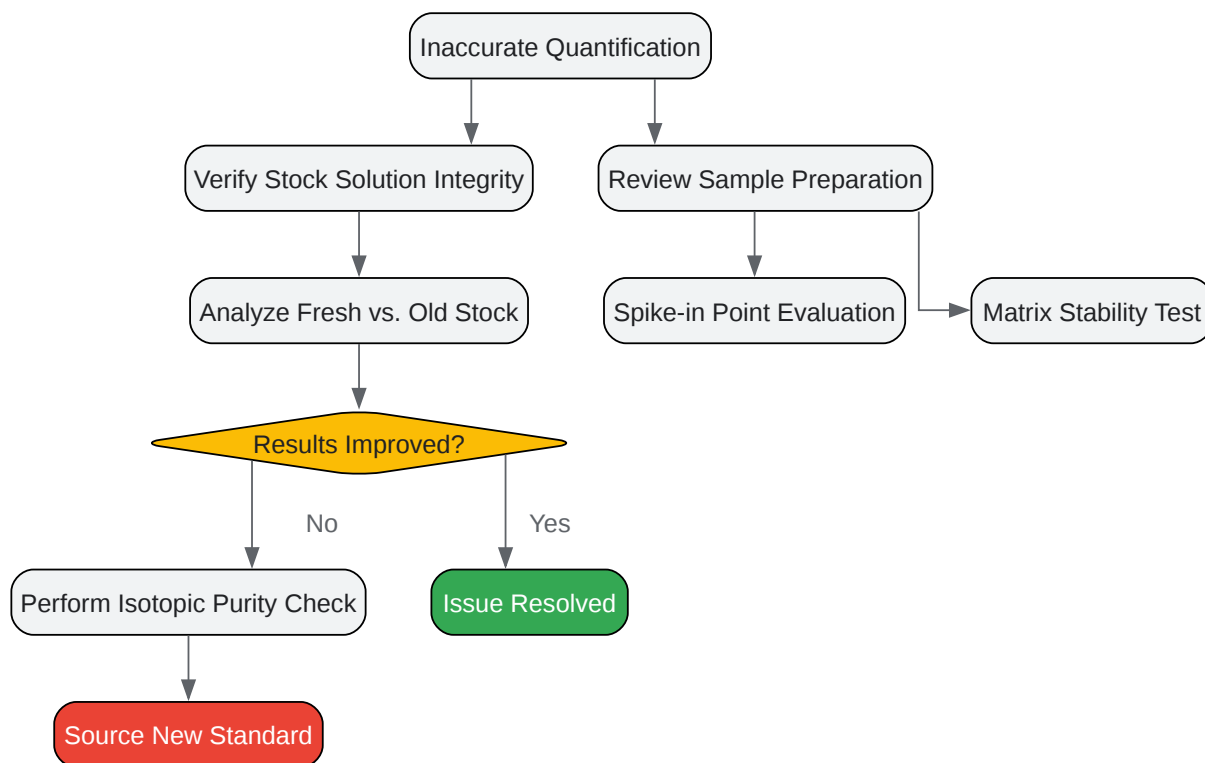 Inaccurate Quantification
Verify Stock Solution Integrity
Review Sample Preparation
Analyze Fresh vs. Old Stock
Spike-in Point Evaluation
Matrix Stability Test
Results Improved?
No
Yes
Perform Isotopic Purity Check
Issue Resolved
Source New Standard